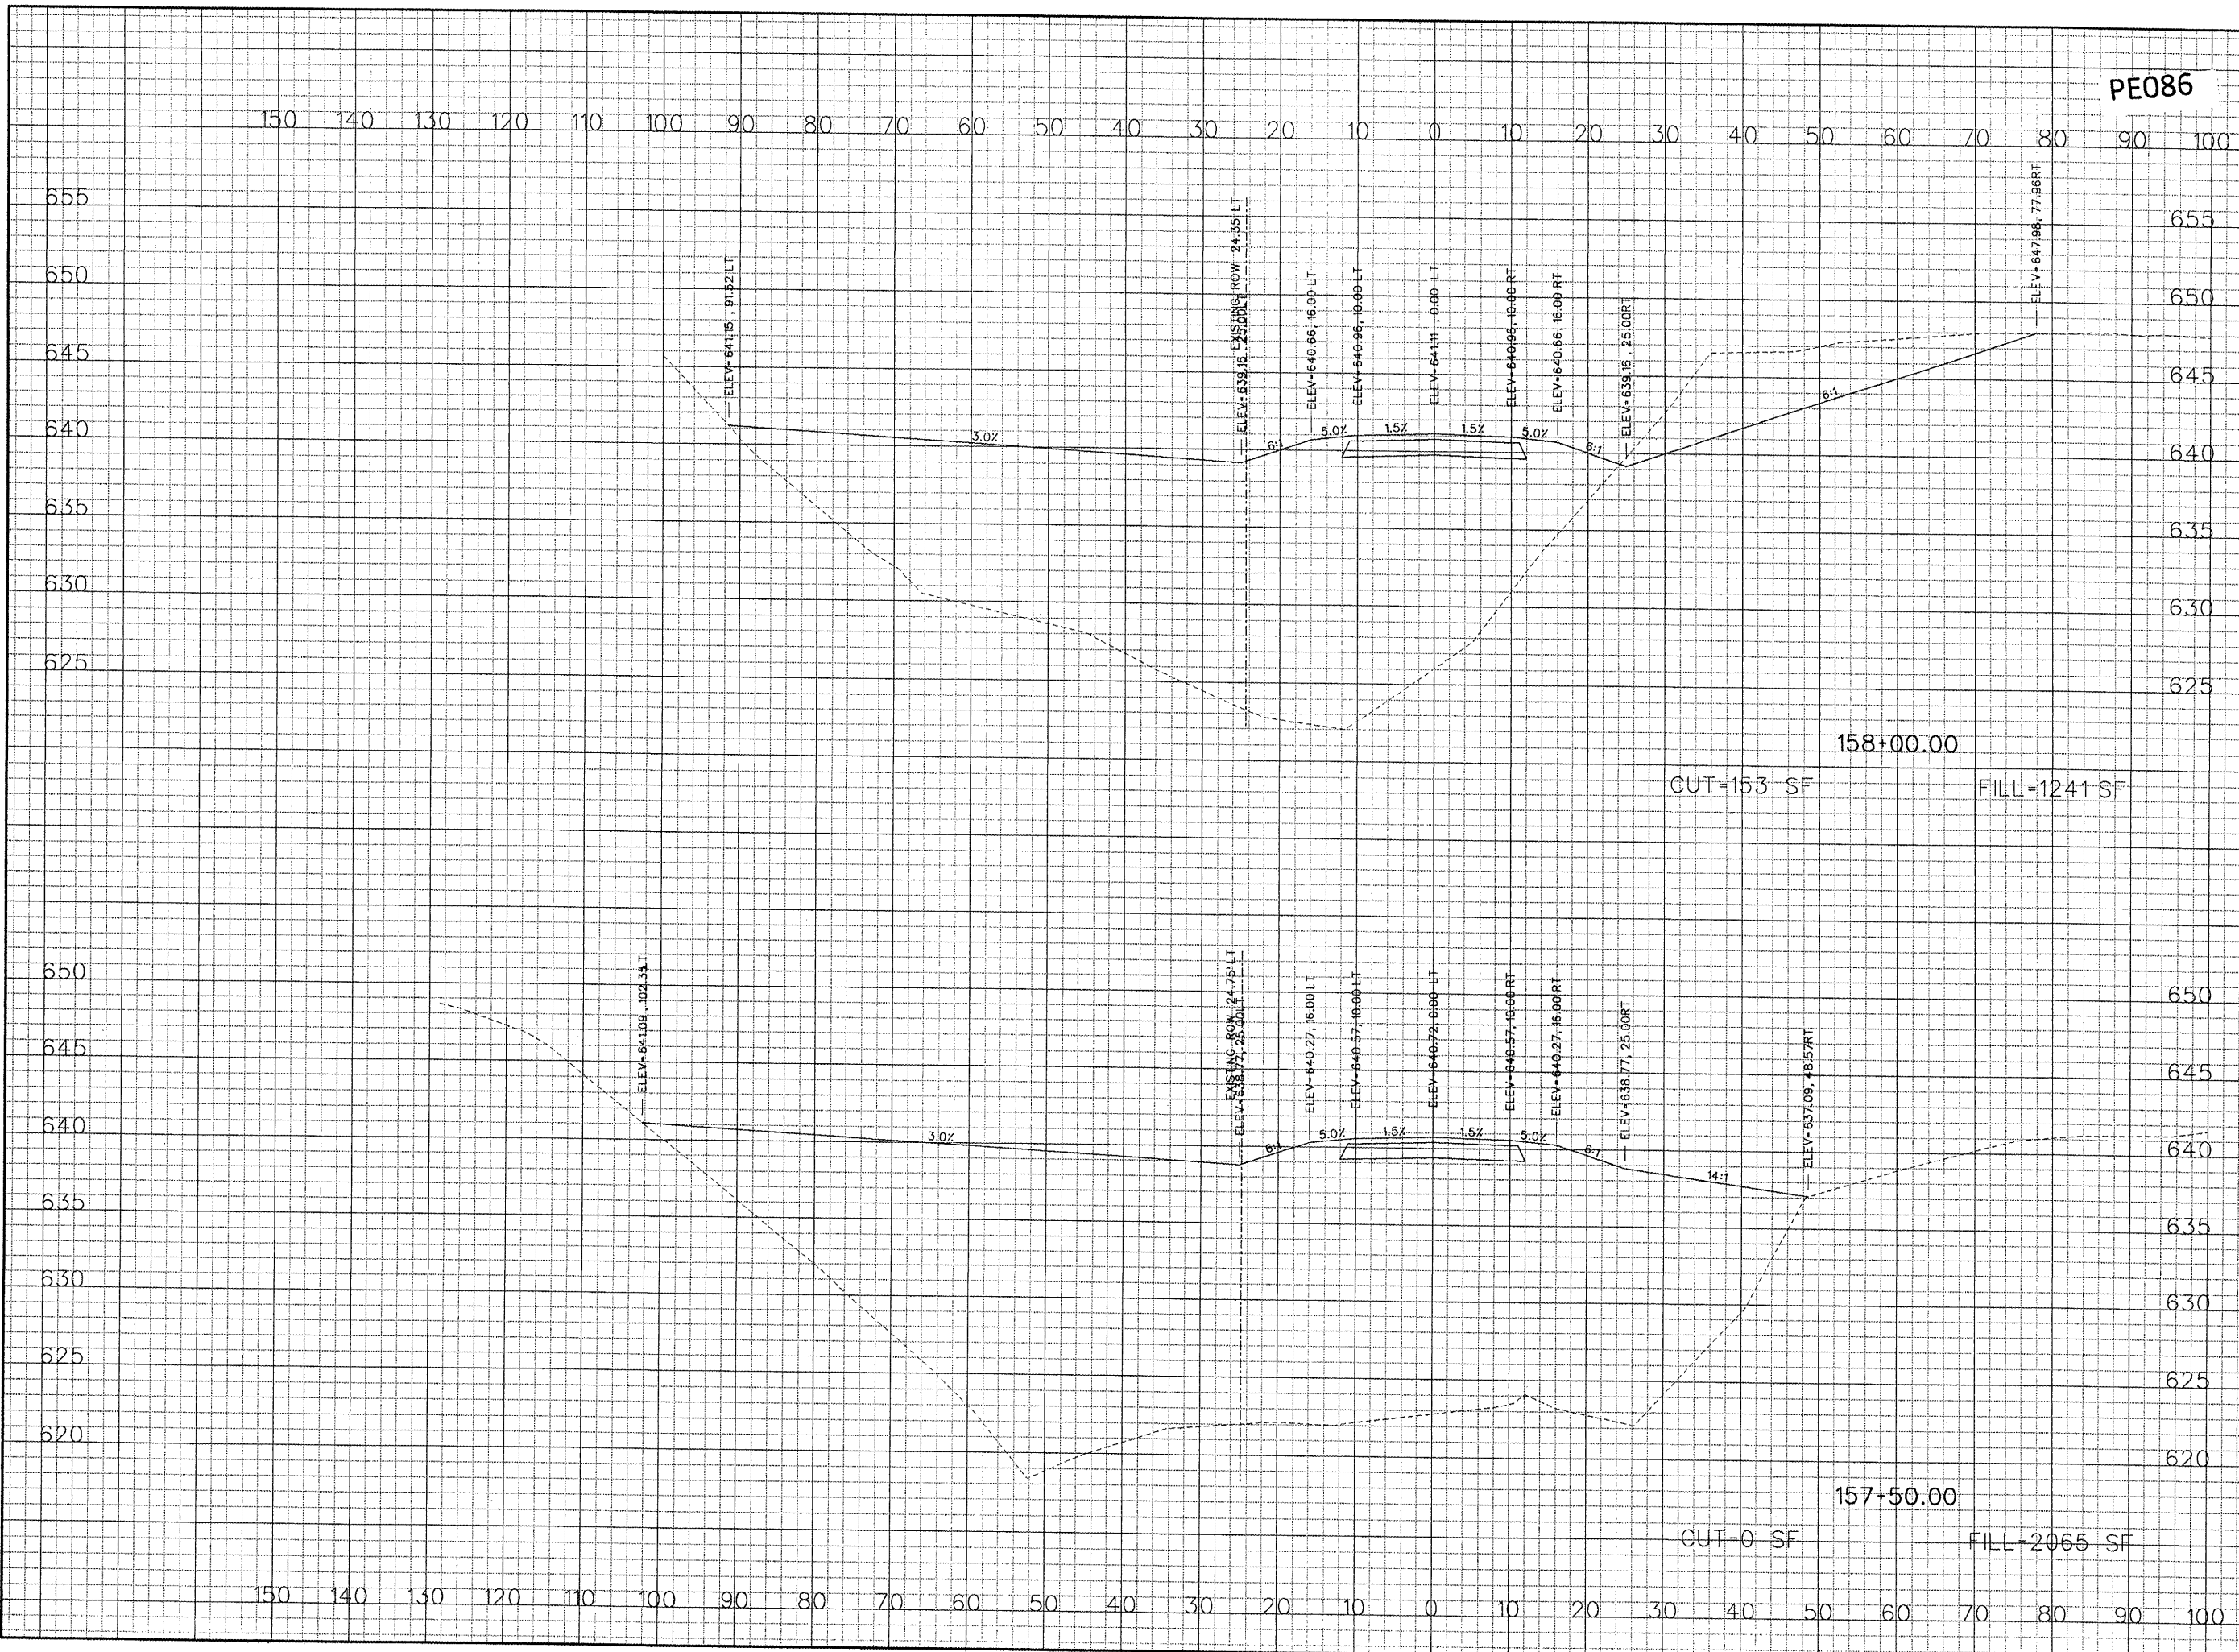 PE086
150 140 130 120 110 100 90 80 70 60 50 40 30 20 10 0 10 20 30 40 50 60 70 80 90 100
655 655
650 650
645 645
640 640
635 635
630 630
625 625
ELEV=641.15 , 91.52 LT
EXISTING ROW 24.35' LT
ELEV=639.16 , 25.00LT
ELEV=640.66, 16.00 LT
ELEV=640.96, 10.00 LT
ELEV=641.11 , 0.00 LT
ELEV=640.96, 10.00 RT
ELEV=640.66, 16.00 RT
ELEV=639.16 , 25.00RT
ELEV=647.98, 77.96RT
3.0% 6:1 5.0% 1.5% 1.5% 5.0% 6:1 6:1
158+00.00
CUT=153 SF FILL=1241 SF
650 650
645 645
640 640
635 635
630 630
625 625
620 620
ELEV=641.09 , 102.35LT
EXISTING ROW 24.75' LT
ELEV=638.77, 25.00LT
ELEV=640.27, 16.00 LT
ELEV=640.57, 10.00 LT
ELEV=640.72, 0.00 LT
ELEV=640.57, 10.00 RT
ELEV=640.27, 16.00 RT
ELEV=638.77, 25.00RT
ELEV=637.09, 48.57RT
3.0% 6:1 5.0% 1.5% 1.5% 5.0% 6:1 14:1
157+50.00
CUT=0 SF FILL=2065 SF
150 140 130 120 110 100 90 80 70 60 50 40 30 20 10 0 10 20 30 40 50 60 70 80 90 100